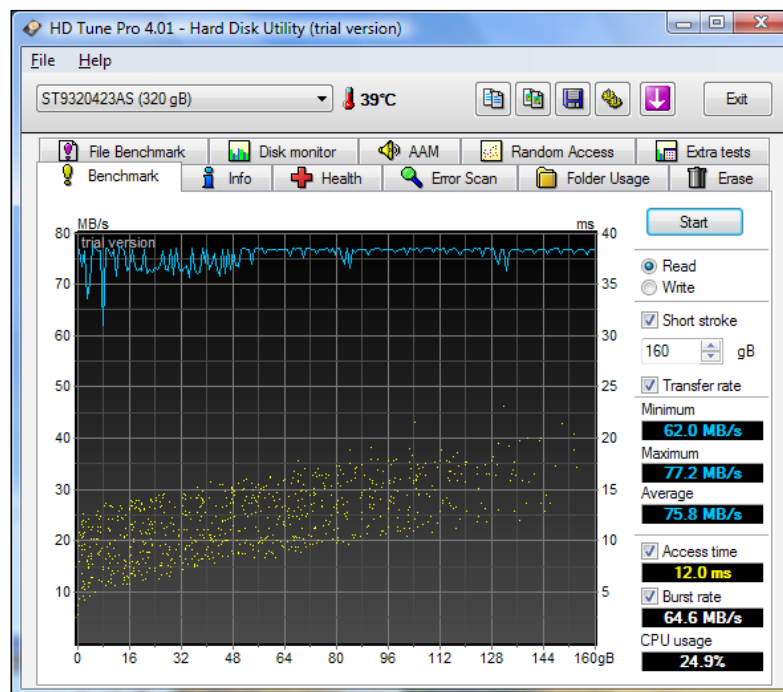 HD Tune Pro 4.01 - Hard Disk Utility (trial version)
File Help
ST9320423AS (320 gB) 39°C Exit
File Benchmark Disk monitor AAM Random Access Extra tests
Benchmark Info Health Error Scan Folder Usage Erase
MB/s ms
trial version
80 40
70 35
60 30
50 25
40 20
30 15
20 10
10 5
0 16 32 48 64 80 96 112 128 144 160gB
Start
Read
Write
Short stroke
160 gB
Transfer rate
Minimum
62.0 MB/s
Maximum
77.2 MB/s
Average
75.8 MB/s
Access time
12.0 ms
Burst rate
64.6 MB/s
CPU usage
24.9%